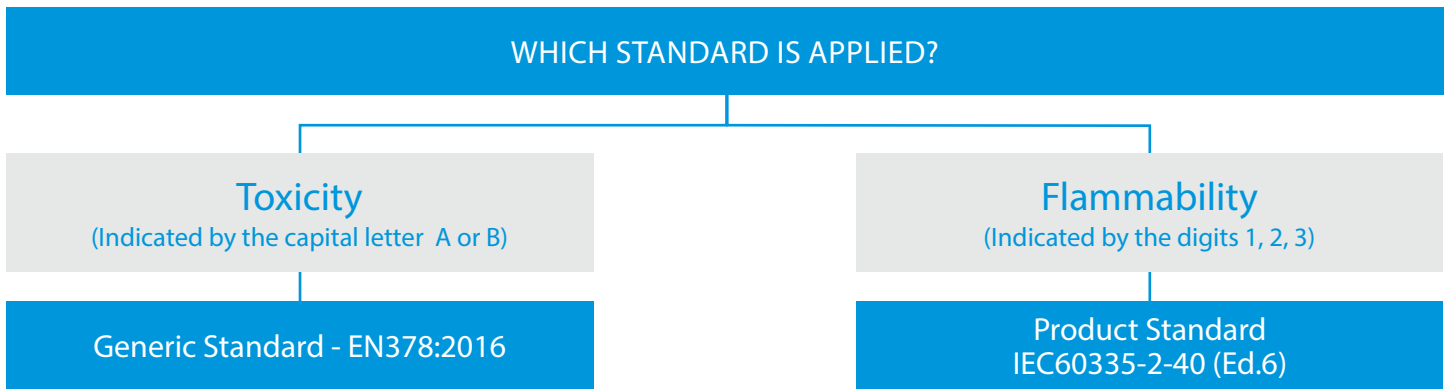 WHICH STANDARD IS APPLIED?
Toxicity
(Indicated by the capital letter  A or B)
Flammability
(Indicated by the digits 1, 2, 3)
Generic Standard - EN378:2016
Product Standard
IEC60335-2-40 (Ed.6)